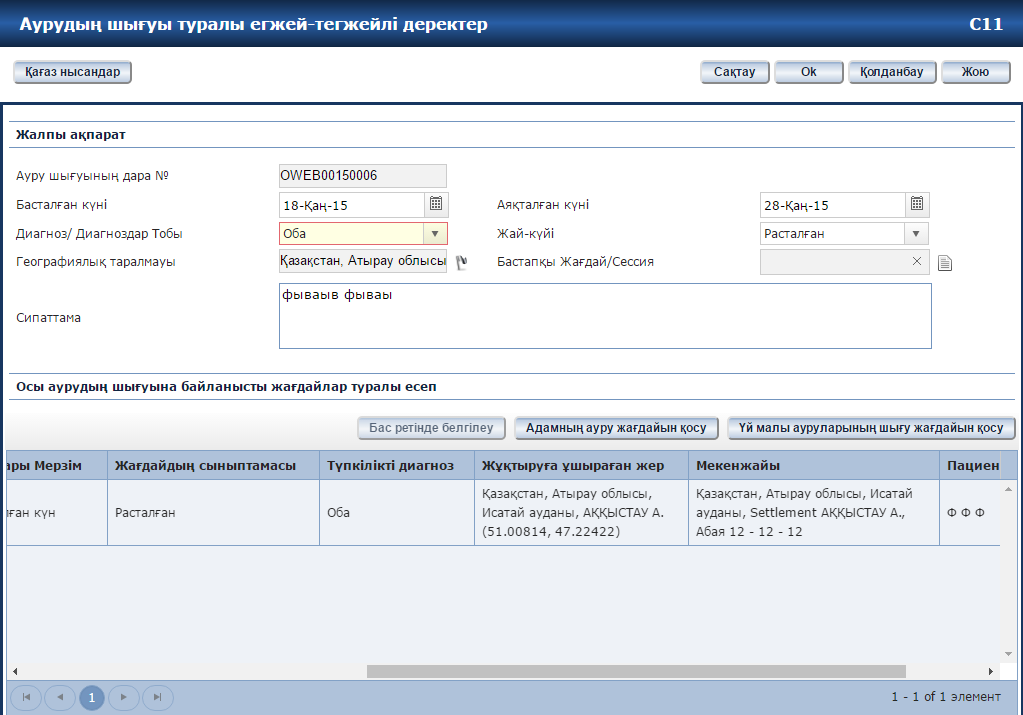 Аурудың шығуы туралы егжей-тегжейлі деректер C11
Қағаз нысандар Сақтау Ok Қолданбау Жою
Жалпы ақпарат
Ауру шығуының дара № OWEB00150006
Басталған күні 18-Қаң-15 Аяқталған күні 28-Қаң-15
Диагноз/ Диагноздар Тобы Оба Жай-күйі Расталған
Географиялық таралмауы Қазақстан, Атырау облысы Бастапқы Жағдай/Сессия
Сипаттама фываыв фываы
Осы аурудың шығуына байланысты жағдайлар туралы есеп
Бас ретінде белгілеу Адамның ауру жағдайын қосу Үй малы ауруларының шығу жағдайын қосу
ары Мерзім Жағдайдың сыныптамасы Түпкілікті диагноз Жұқтыруға ұшыраған жер Мекенжайы Пациен
Қазақстан, Атырау облысы, Қазақстан, Атырау облысы, Исатай
ған күн Расталған Оба Исатай ауданы, АҚҚЫСТАУ А. ауданы, Settlement АҚҚЫСТАУ А., Ф Ф Ф
(51.00814, 47.22422) Абая 12 - 12 - 12
1 1 - 1 of 1 элемент